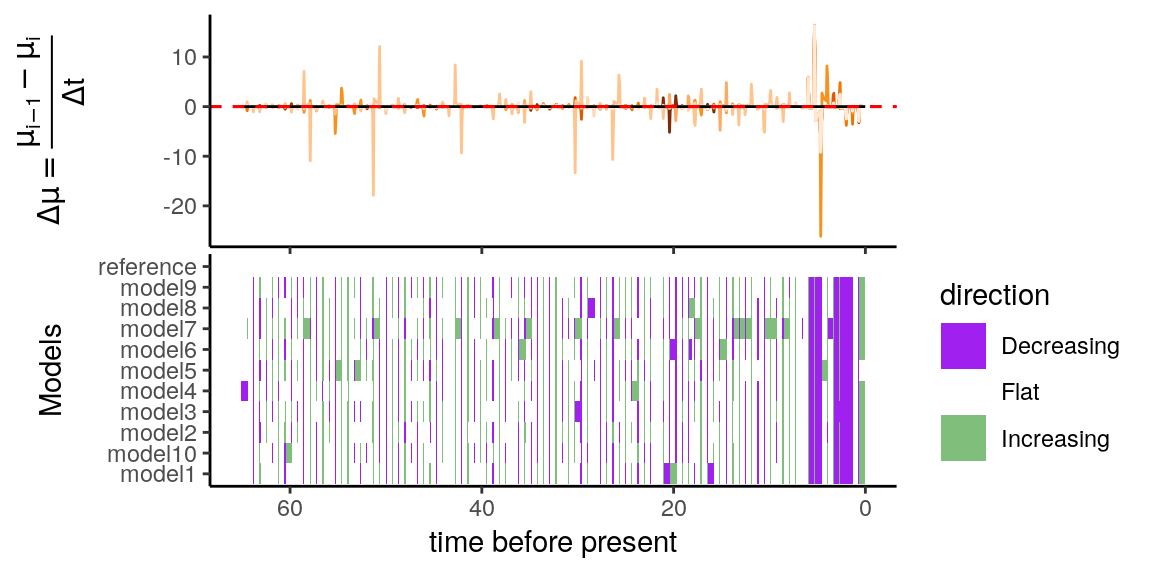 10
0
-10
-20
Δμ = (μi−1 − μi) / Δt
reference
model9
model8
model7
model6
model5
model4
model3
model2
model10
model1
Models
60 40 20 0
time before present
direction
Decreasing
Flat
Increasing